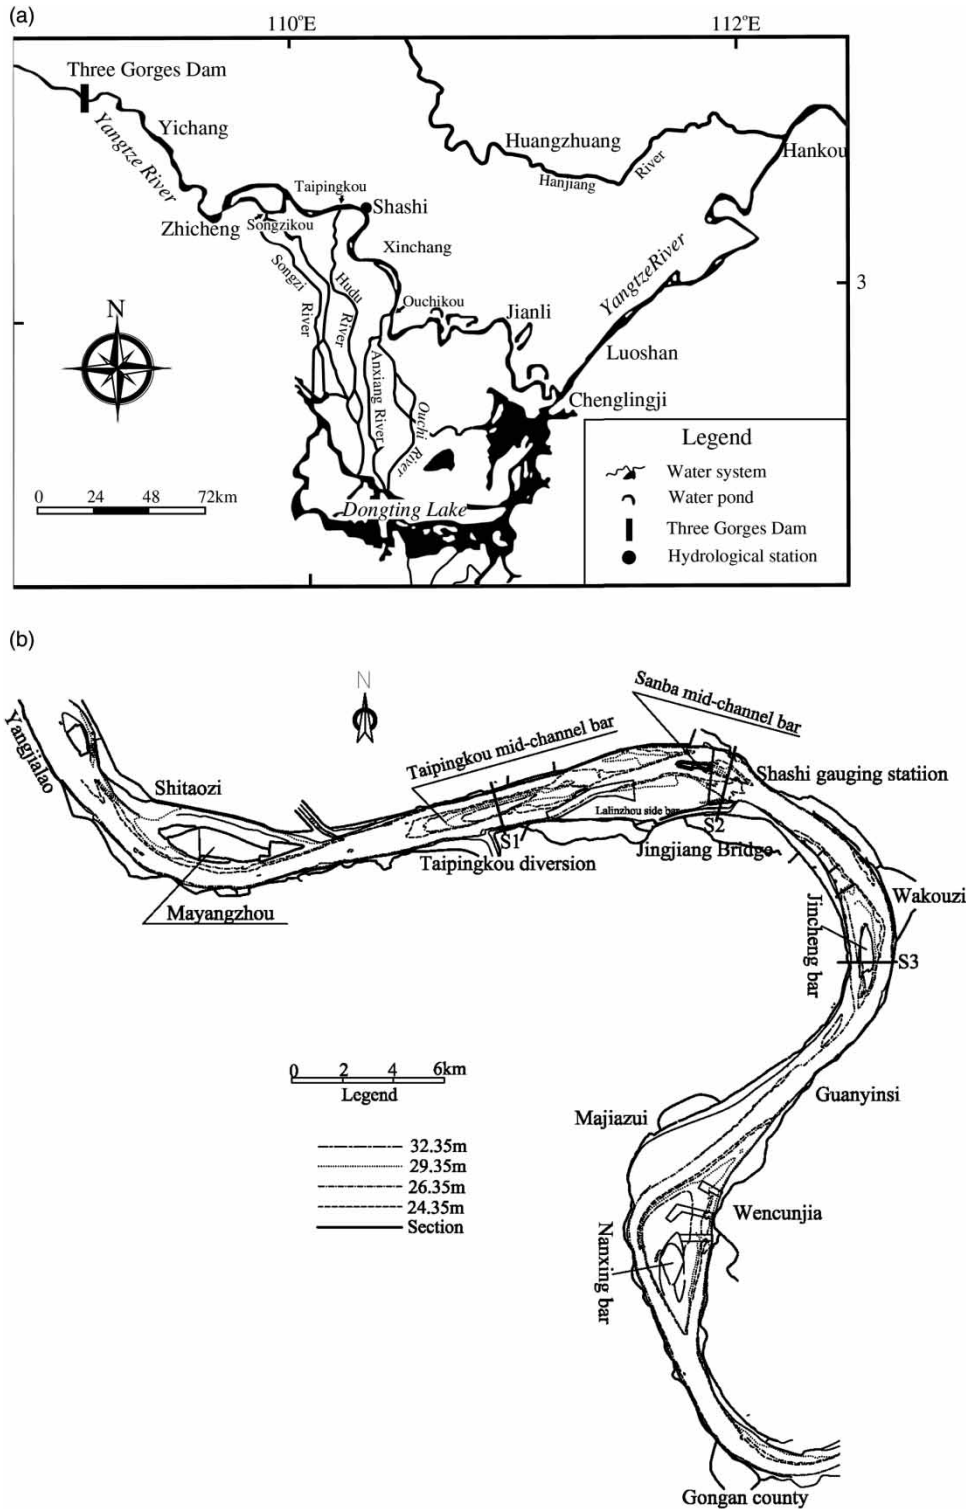 (a)
110°E
112°E
Three Gorges Dam
Yichang
Yangtze River
Huangzhuang
Hanjiang
River
Hankou
Taipingkou
Shashi
Zhicheng
Songzikou
Xinchang
Songzi
River
Hudu
River
YangtzeRiver
3
Ouchikou
Jianli
N
Luoshan
Anxiang River
Ouchi River
Chenglingji
Legend
Water system
Water pond
Three Gorges Dam
Hydrological station
0 24 48 72km
Dongting Lake
(b)
N
Sanba mid-channel bar
Yangjialao
Taipingkou mid-channel bar
Shitaozi
Shashi gauging statiion
Lalinzhou side bar
S1
S2
Taipingkou diversion
Jingjiang Bridge
Mayangzhou
Wakouzi
Jincheng bar
S3
0 2 4 6km
Legend
Guanyinsi
Majiazui
32.35m
29.35m
26.35m
24.35m
Section
Wencunjia
Nanxing bar
Gongan county